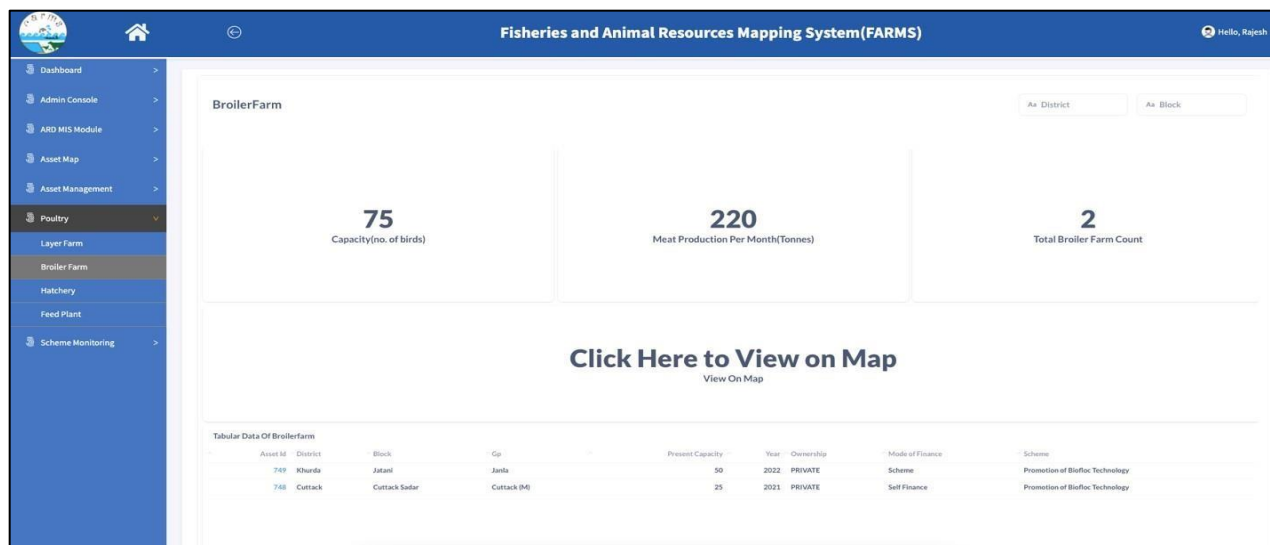 carma
Fisheries and Animal Resources Mapping System(FARMS)
Hello, Rajesh
Dashboard >
Admin Console >
ARD MIS Module >
Asset Map >
Asset Management >
Poultry
Layer Farm
Broiler Farm
Hatchery
Feed Plant
Scheme Monitoring >
BroilerFarm
Aa District
Aa Block
75
Capacity(no. of birds)
220
Meat Production Per Month(Tonnes)
2
Total Broiler Farm Count
Click Here to View on Map
View On Map
Tabular Data Of Broilerfarm
Asset Id District Block Gp Present Capacity Year Ownership Mode of Finance Scheme
749 Khurda Jatani Janla 50 2022 PRIVATE Scheme Promotion of Biofloc Technology
748 Cuttack Cuttack Sadar Cuttack (M) 25 2021 PRIVATE Self Finance Promotion of Biofloc Technology